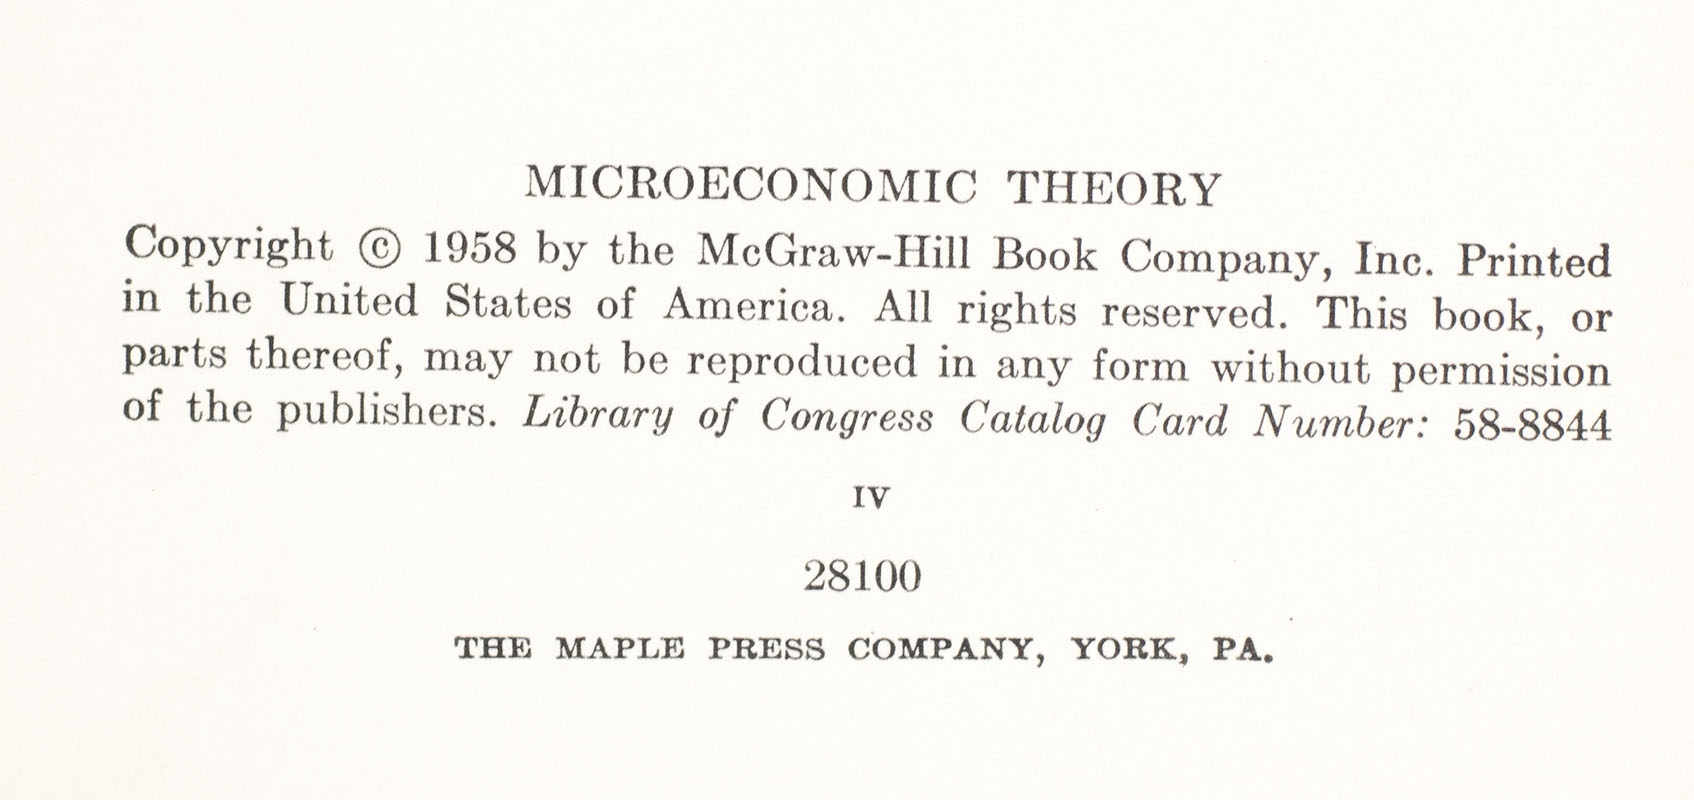 MICROECONOMIC THEORY
Copyright © 1958 by the McGraw-Hill Book Company, Inc. Printed
in the United States of America. All rights reserved. This book, or
parts thereof, may not be reproduced in any form without permission
of the publishers. Library of Congress Catalog Card Number: 58-8844
IV
28100
THE MAPLE PRESS COMPANY, YORK, PA.